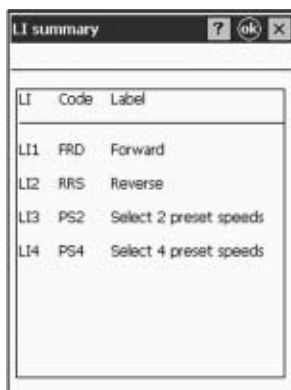 LI summary ? ok ×
LI Code Label
LI1 FRD Forward
LI2 RRS Reverse
LI3 PS2 Select 2 preset speeds
LI4 PS4 Select 4 preset speeds